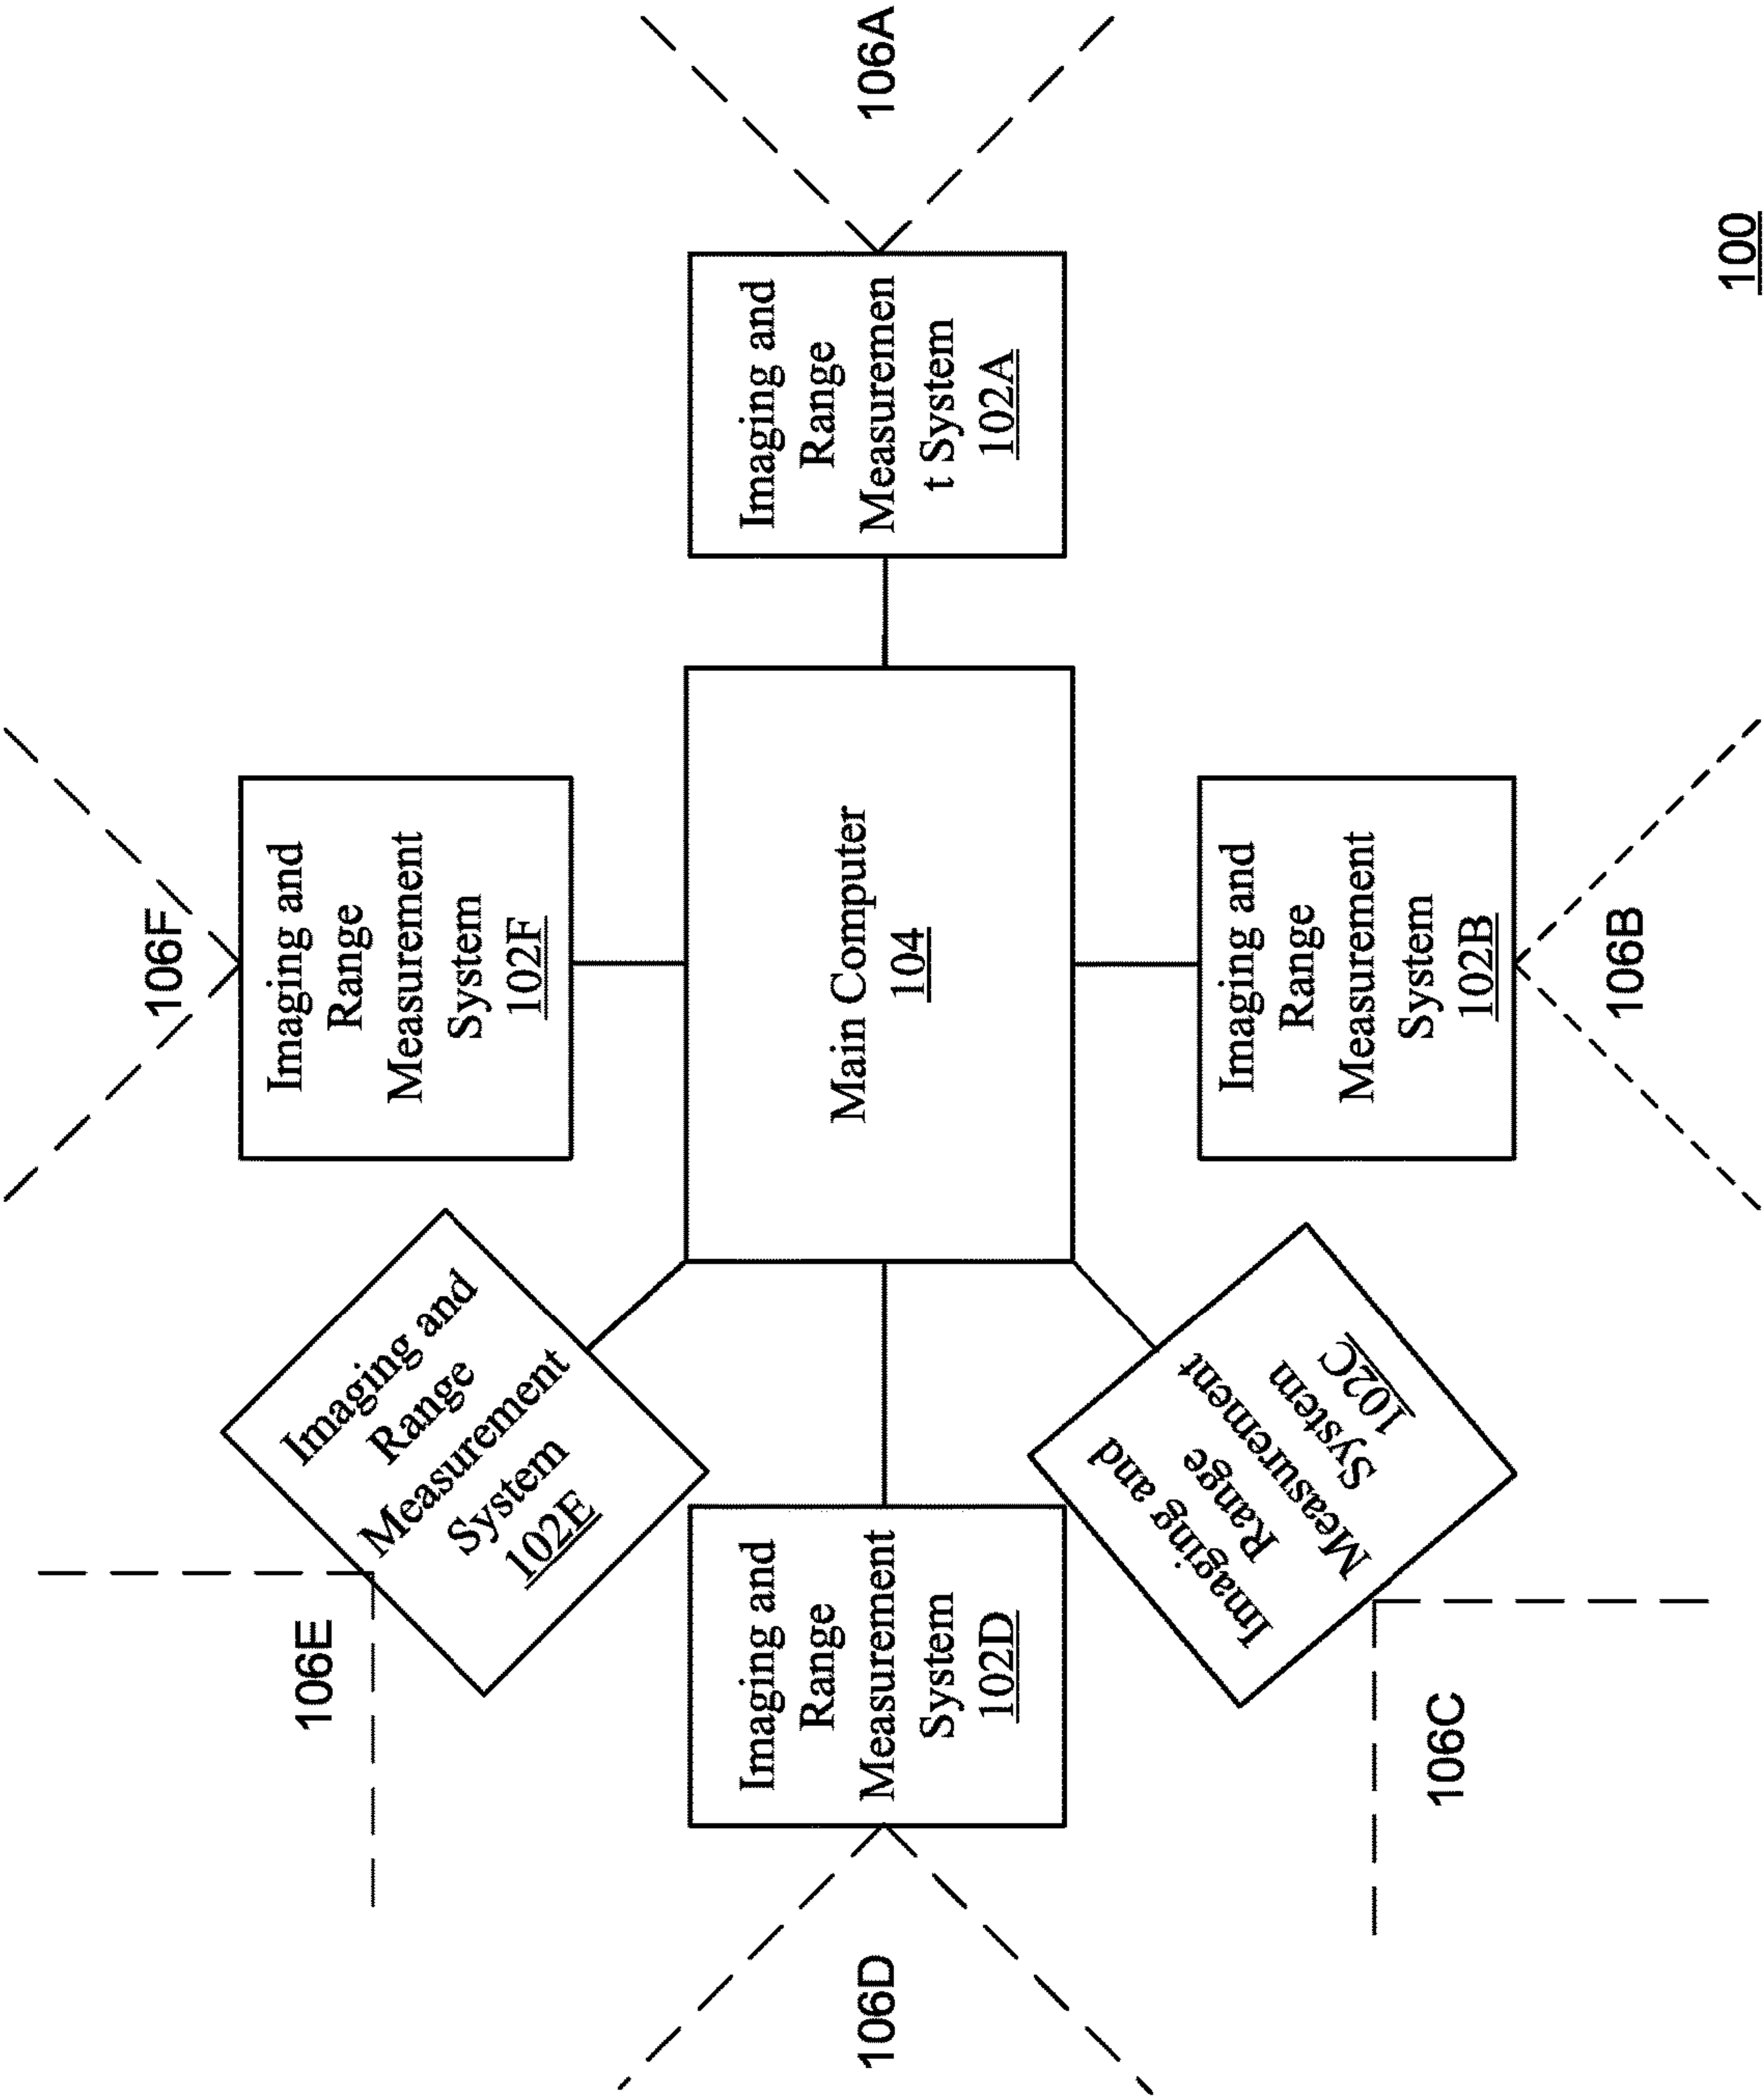 106E
106F
106D
106A
106C
106B
Imaging and
Range
Measurement
System
102E
Imaging and
Range
Measurement
System
102F
Imaging and
Range
Measurement
System
102D
Main Computer
104
Imaging and
Range
Measuremen
t System
102A
Imaging and
Range
Measurement
System
102C
Imaging and
Range
Measurement
System
102B
100